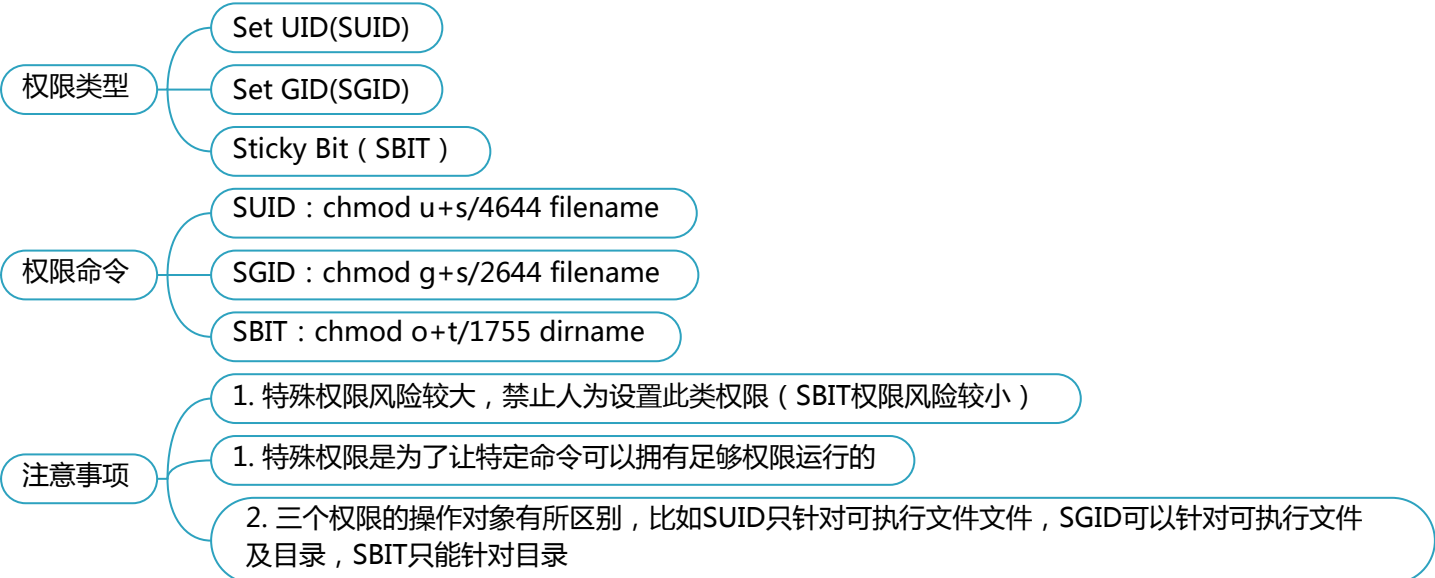 权限类型
Set UID(SUID)
Set GID(SGID)
Sticky Bit（SBIT）
权限命令
SUID：chmod u+s/4644 filename
SGID：chmod g+s/2644 filename
SBIT：chmod o+t/1755 dirname
注意事项
1. 特殊权限风险较大，禁止人为设置此类权限（SBIT权限风险较小）
1. 特殊权限是为了让特定命令可以拥有足够权限运行的
2. 三个权限的操作对象有所区别，比如SUID只针对可执行文件文件，SGID可以针对可执行文件
及目录，SBIT只能针对目录